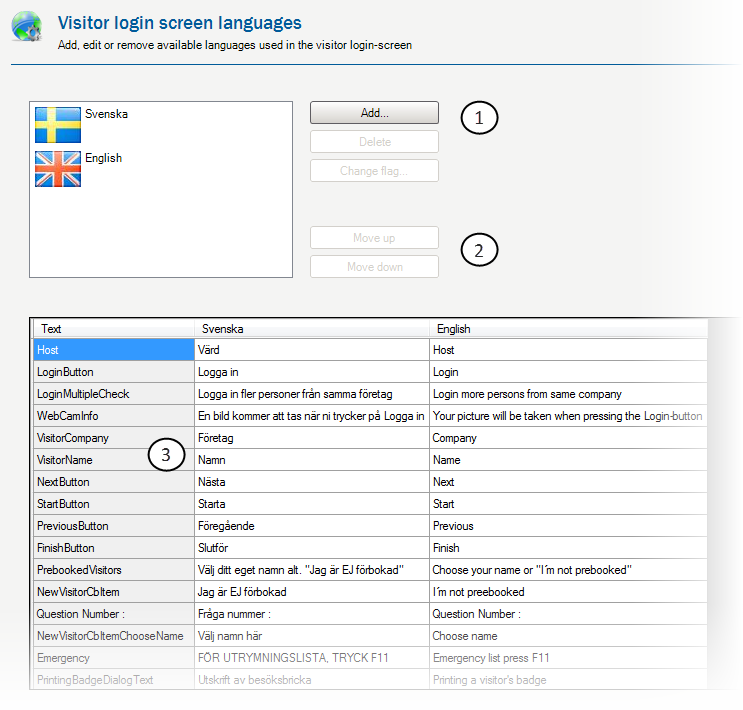 Visitor login screen languages
Add, edit or remove available languages used in the visitor login-screen
Svenska
English
Add...
Delete
Change flag...
1
Move up
Move down
2
Text Svenska English
Host Värd Host
LoginButton Logga in Login
LoginMultipleCheck Logga in fler personer från samma företag Login more persons from same company
WebCamInfo En bild kommer att tas när ni trycker på Logga in Your picture will be taken when pressing the Login-button
VisitorCompany Företag Company
3
VisitorName Namn Name
NextButton Nästa Next
StartButton Starta Start
PreviousButton Föregående Previous
FinishButton Slutför Finish
PrebookedVisitors Välj ditt eget namn alt. "Jag är EJ förbokad" Choose your name or "I´m not prebooked"
NewVisitorCbItem Jag är EJ förbokad I´m not preebooked
Question Number : Fråga nummer : Question Number :
NewVisitorCbItemChooseName Välj namn här Choose name
Emergency FÖR UTRYMNINGSLISTA, TRYCK F11 Emergency list press F11
PrintingBadgeDialogText Utskrift av besöksbricka Printing a visitor's badge